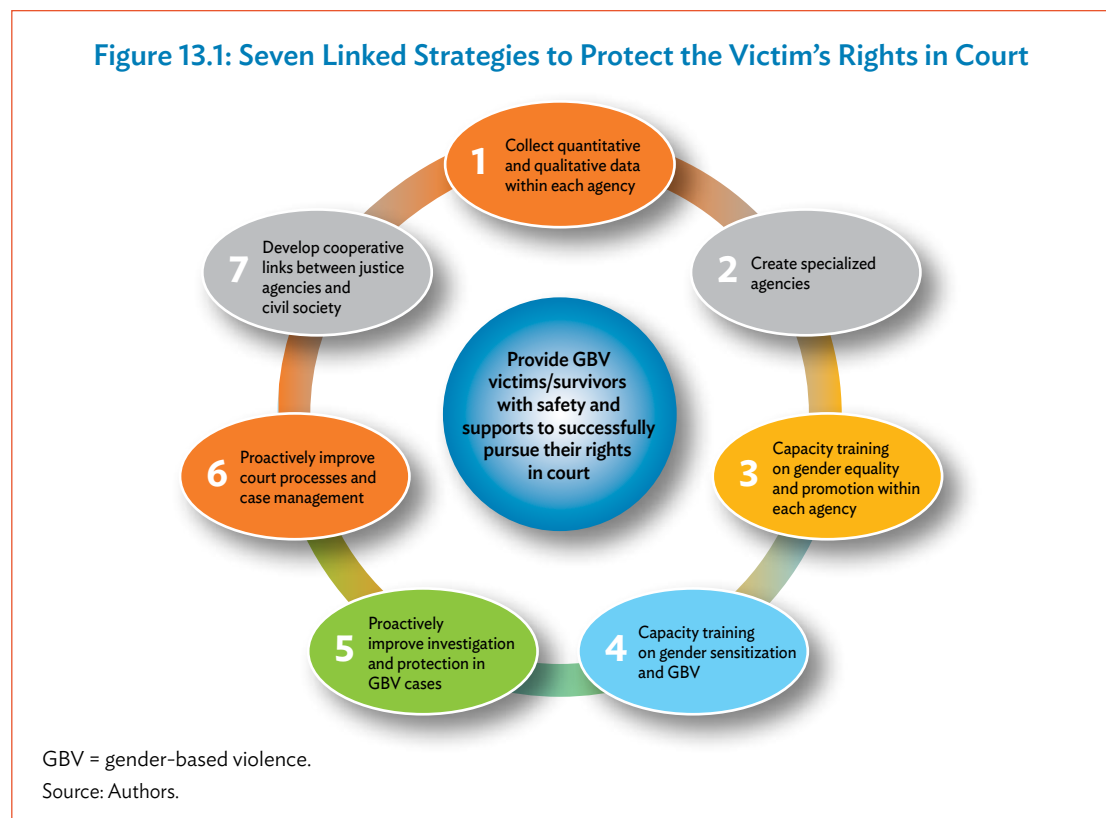 Figure 13.1: Seven Linked Strategies to Protect the Victim’s Rights in Court
1
Collect quantitative
and qualitative data
within each agency
2
Create specialized
agencies
3
Capacity training
on gender equality
and promotion within
each agency
4
Capacity training
on gender sensitization
and GBV
5
Proactively
improve investigation
and protection in
GBV cases
6
Proactively improve
court processes and
case management
7
Develop cooperative
links between justice
agencies and
civil society
Provide GBV
victims/survivors
with safety and
supports to successfully
pursue their rights
in court
GBV = gender-based violence.
Source: Authors.